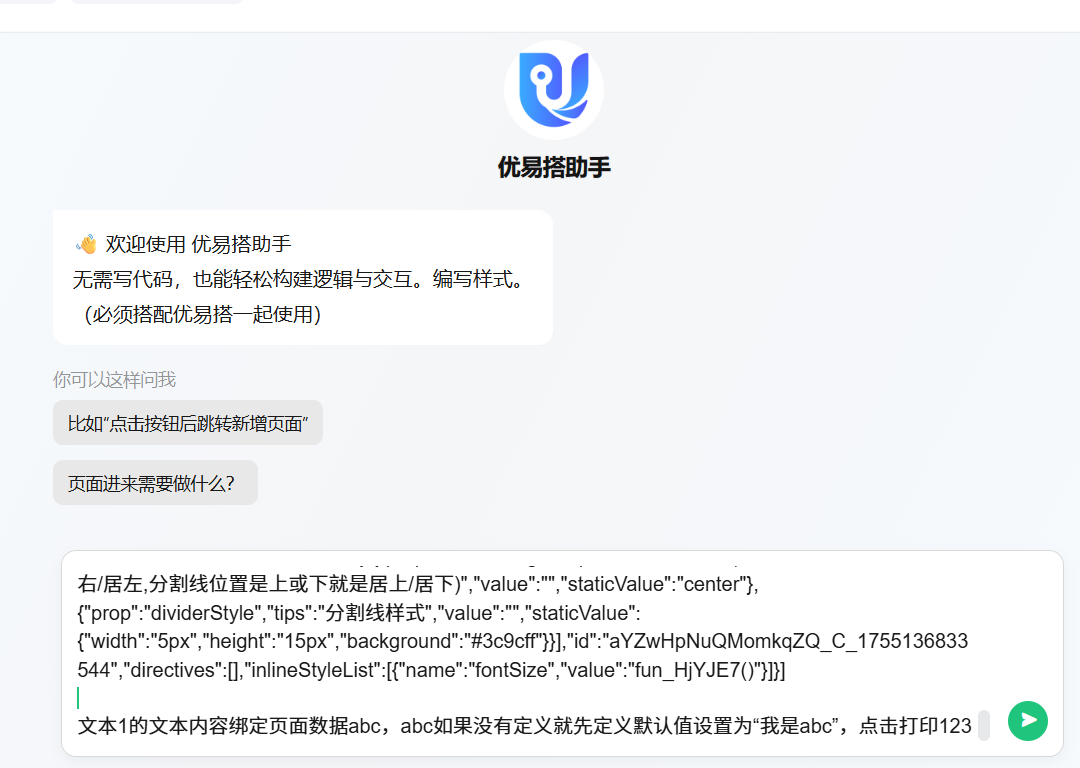 优易搭助手
👋 欢迎使用 优易搭助手
无需写代码，也能轻松构建逻辑与交互。编写样式。
（必须搭配优易搭一起使用）
你可以这样问我
比如“点击按钮后跳转新增页面”
页面进来需要做什么？
右/居左,分割线位置是上或下就是居上/居下)","value":"","staticValue":"center"},
{"prop":"dividerStyle","tips":"分割线样式","value":"","staticValue":
{"width":"5px","height":"15px","background":"#3c9cff"}}],"id":"aYZwHpNuQMomkqZQ_C_1755136833
544","directives":[],"inlineStyleList":[{"name":"fontSize","value":"fun_HjYJE7()"}]}]
文本1的文本内容绑定页面数据abc，abc如果没有定义就先定义默认值设置为“我是abc”，点击打印123